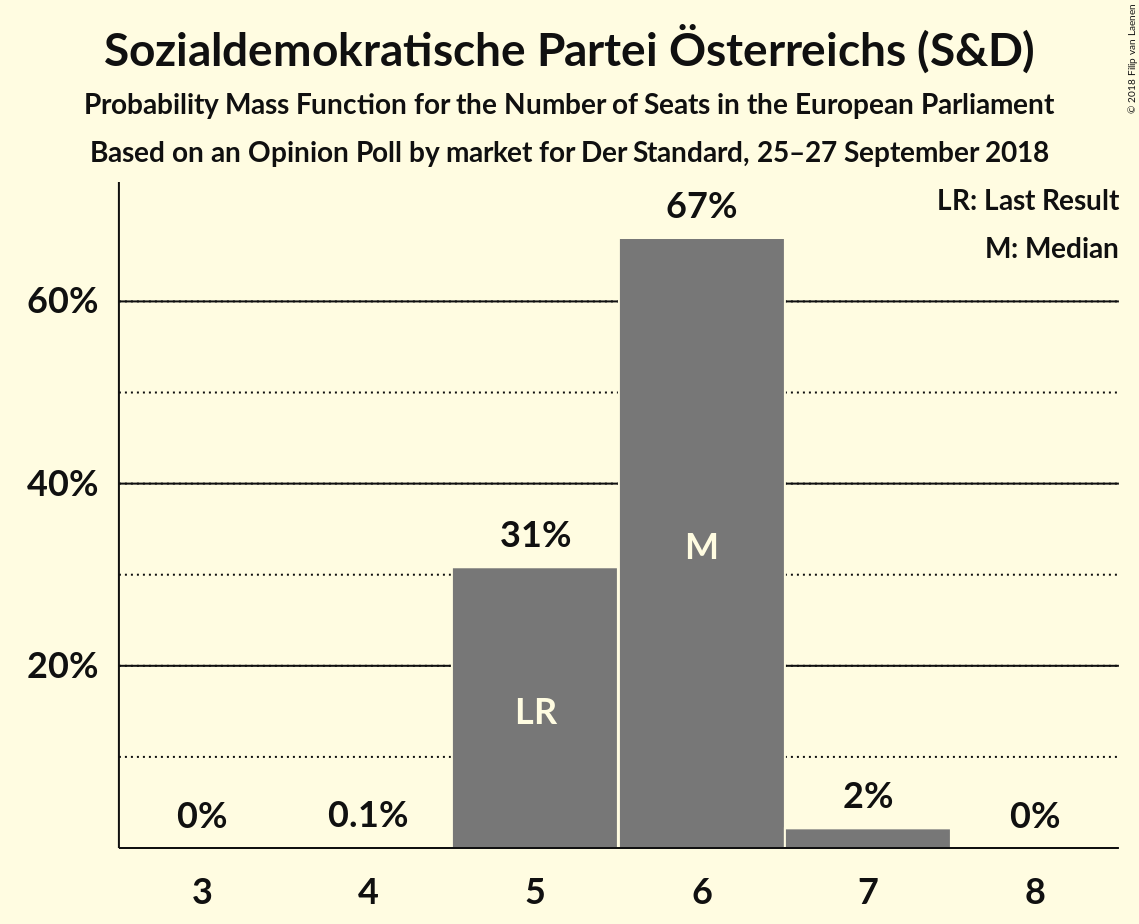 Sozialdemokratische Partei Österreichs (S&D)
Probability Mass Function for the Number of Seats in the European Parliament
Based on an Opinion Poll by market for Der Standard, 25–27 September 2018
© 2018 Filip van Laenen
LR: Last Result
M: Median
67%
60%
40%
31%
M
20%
LR
0%
0.1%
2%
0%
3 4 5 6 7 8